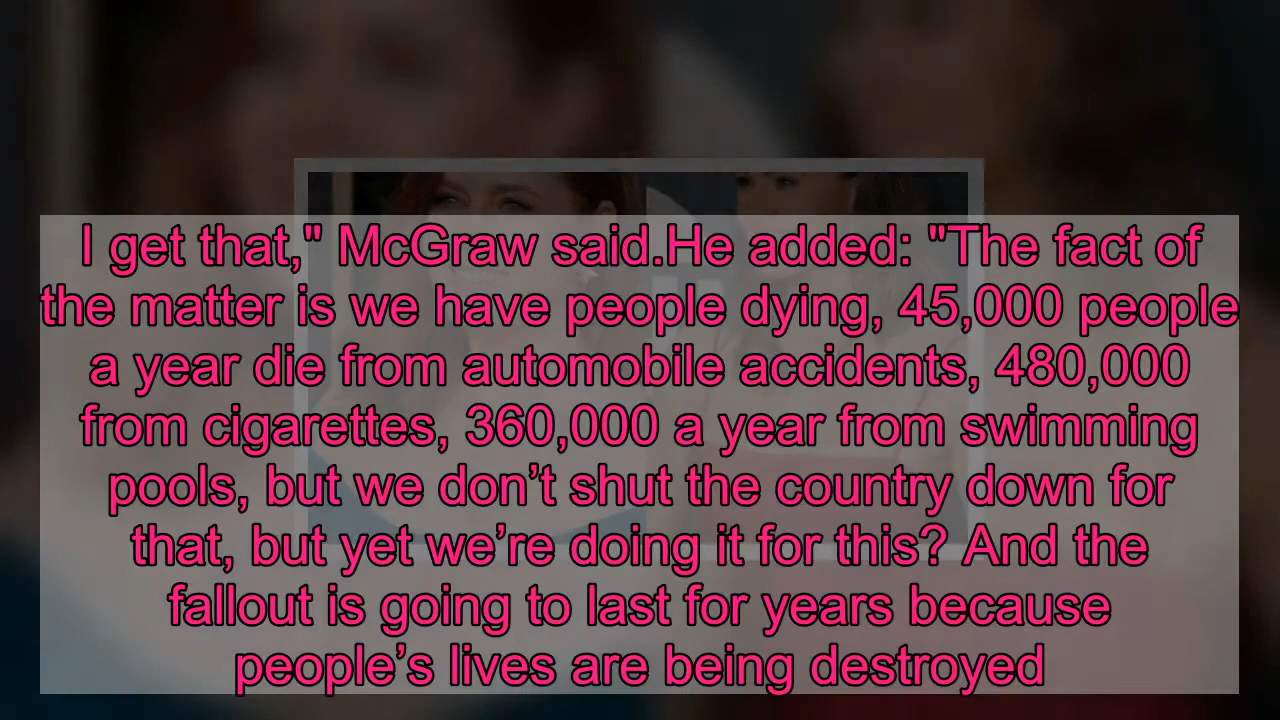 I get that," McGraw said.He added: "The fact of
the matter is we have people dying, 45,000 people
a year die from automobile accidents, 480,000
from cigarettes, 360,000 a year from swimming
pools, but we don’t shut the country down for
that, but yet we’re doing it for this? And the
fallout is going to last for years because
people’s lives are being destroyed